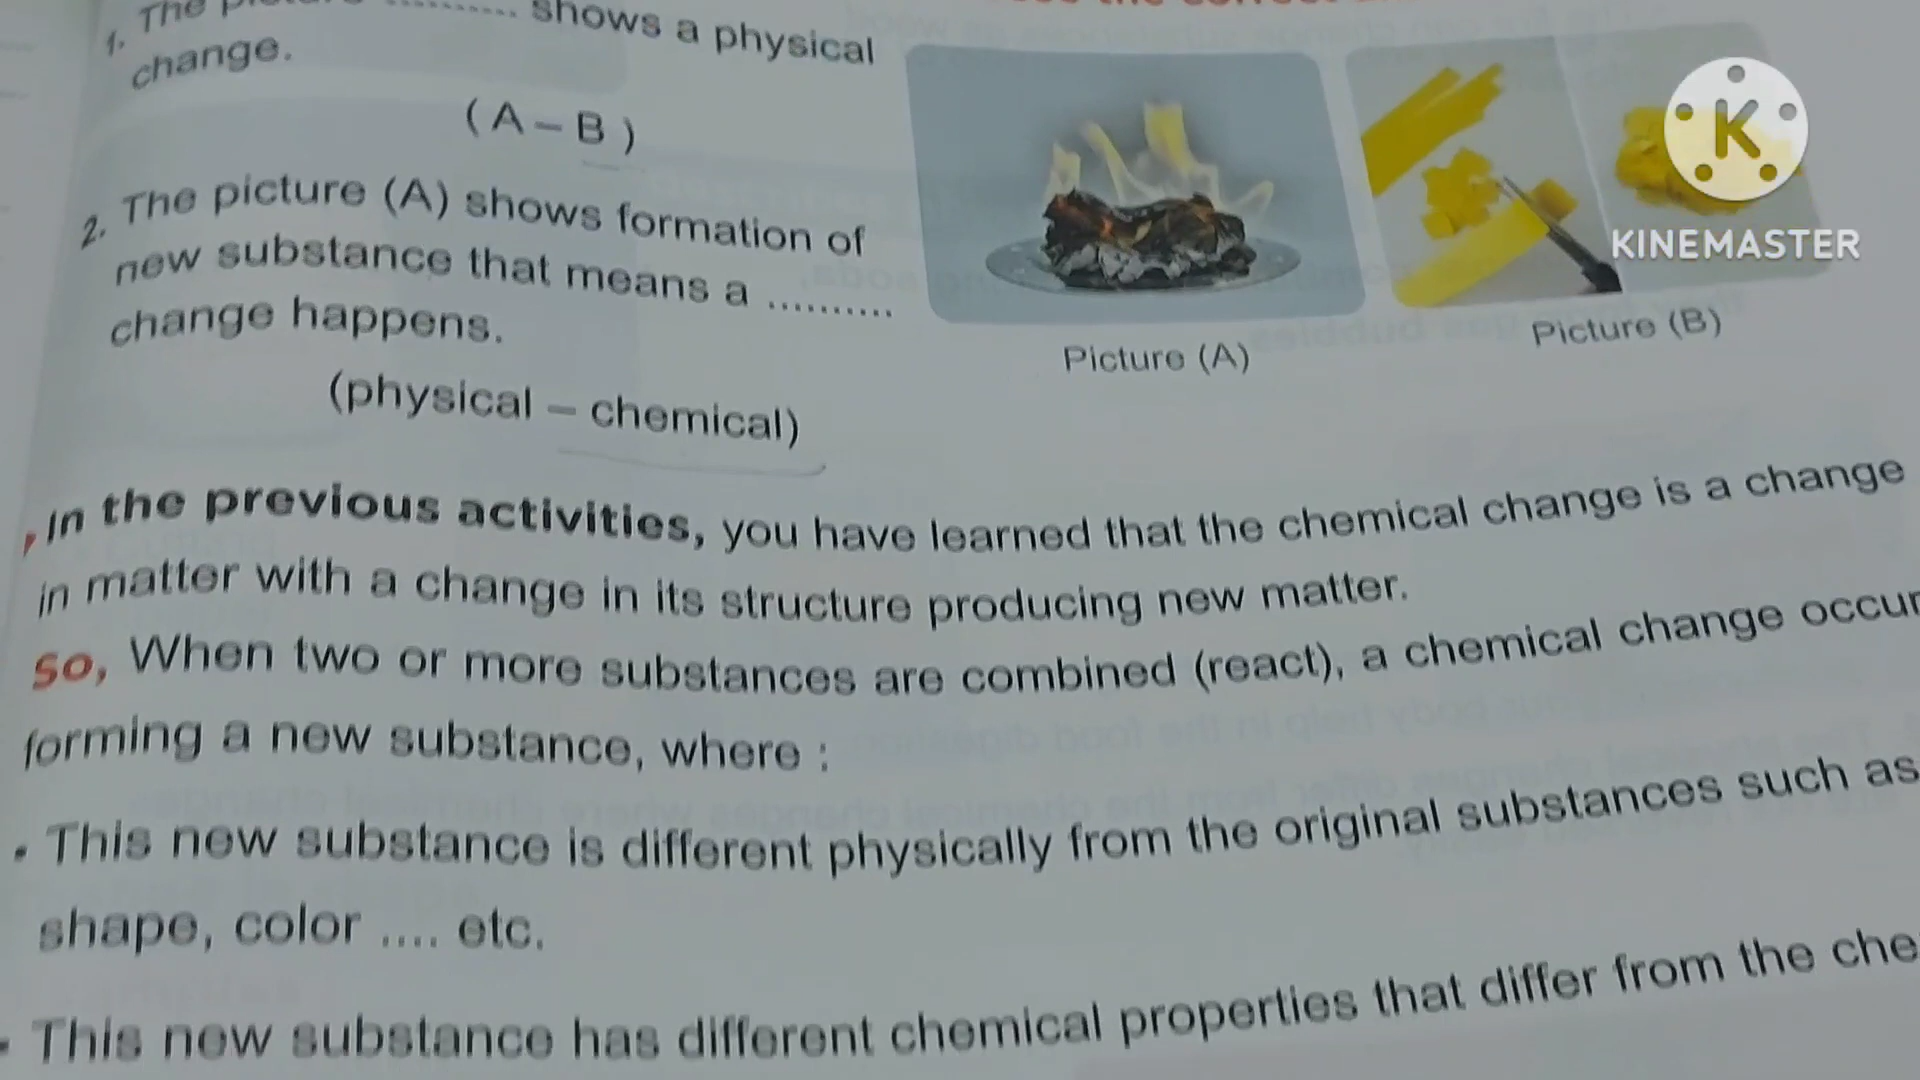 1. The picture .......... shows a physical
change.
( A – B )
2. The picture (A) shows formation of
new substance that means a ..........
change happens.
(physical – chemical)
Picture (A)
Picture (B)
KINEMASTER
, In the previous activities, you have learned that the chemical change is a change
in matter with a change in its structure producing new matter.
So, When two or more substances are combined (react), a chemical change occur
forming a new substance, where :
• This new substance is different physically from the original substances such as
shape, color .... etc.
• This new substance has different chemical properties that differ from the che